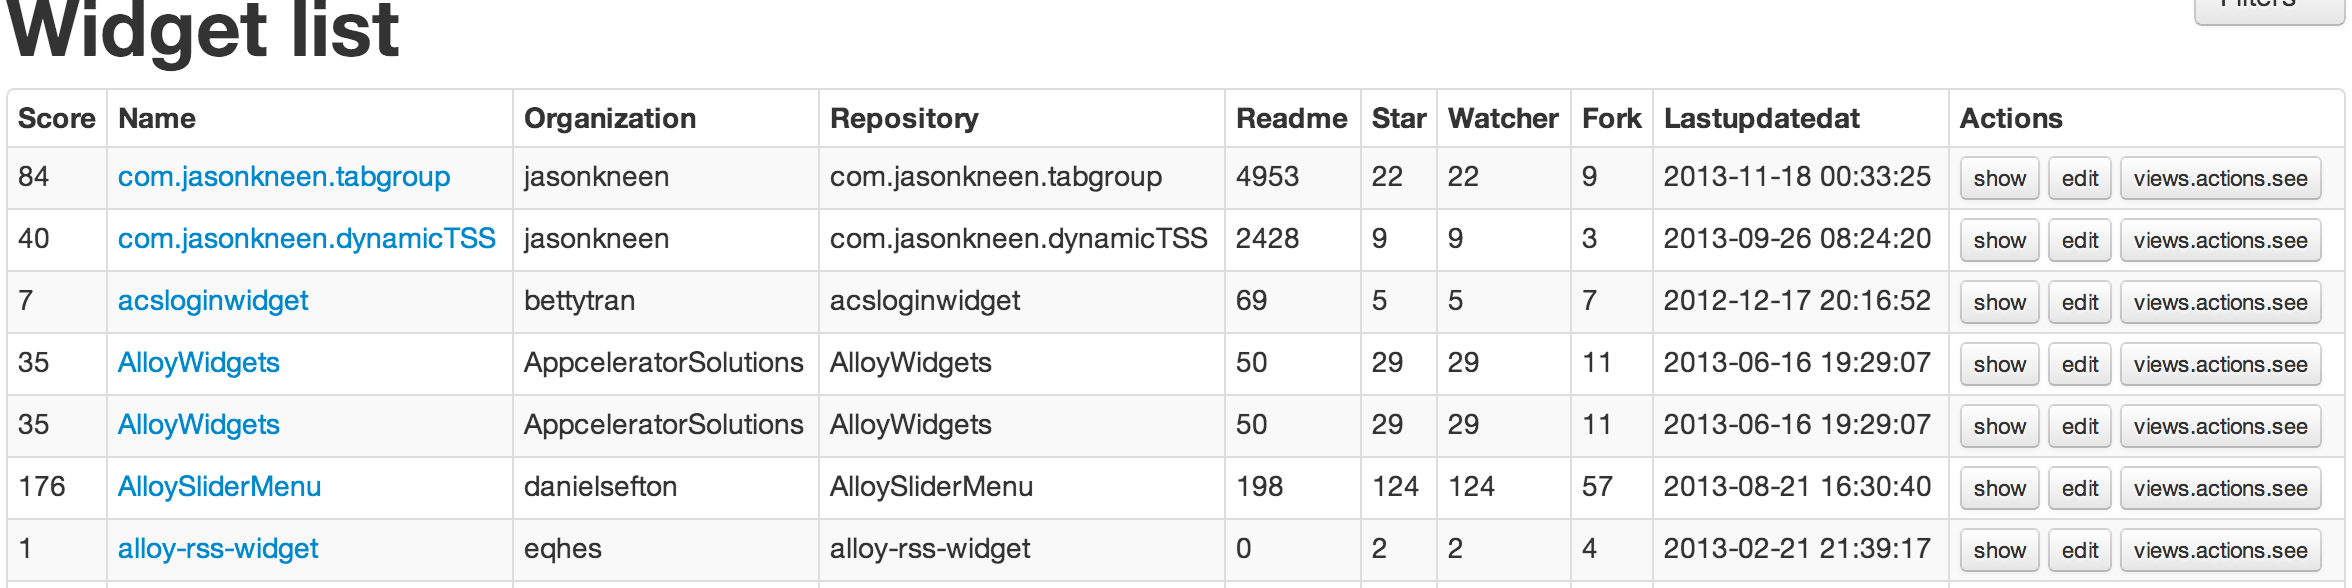 Widget list
Filters
Score Name Organization Repository Readme Star Watcher Fork Lastupdatedat Actions
84 com.jasonkneen.tabgroup jasonkneen com.jasonkneen.tabgroup 4953 22 22 9 2013-11-18 00:33:25 show edit views.actions.see
40 com.jasonkneen.dynamicTSS jasonkneen com.jasonkneen.dynamicTSS 2428 9 9 3 2013-09-26 08:24:20 show edit views.actions.see
7 acsloginwidget bettytran acsloginwidget 69 5 5 7 2012-12-17 20:16:52 show edit views.actions.see
35 AlloyWidgets AppceleratorSolutions AlloyWidgets 50 29 29 11 2013-06-16 19:29:07 show edit views.actions.see
35 AlloyWidgets AppceleratorSolutions AlloyWidgets 50 29 29 11 2013-06-16 19:29:07 show edit views.actions.see
176 AlloySliderMenu danielsefton AlloySliderMenu 198 124 124 57 2013-08-21 16:30:40 show edit views.actions.see
1 alloy-rss-widget eqhes alloy-rss-widget 0 2 2 4 2013-02-21 21:39:17 show edit views.actions.see